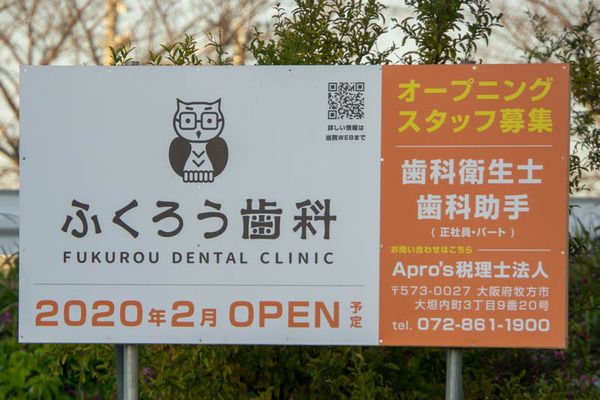 詳しい情報は
当院WEBまで
ふくろう歯科
FUKUROU DENTAL CLINIC
2020年2月 OPEN 予定
オープニング
スタッフ募集
歯科衛生士
歯科助手
( 正社員・パート )
お問い合わせはこちら
Apro's税理士法人
〒573-0027 大阪府牧方市
大垣内町3丁目9番20号
tel. 072-861-1900